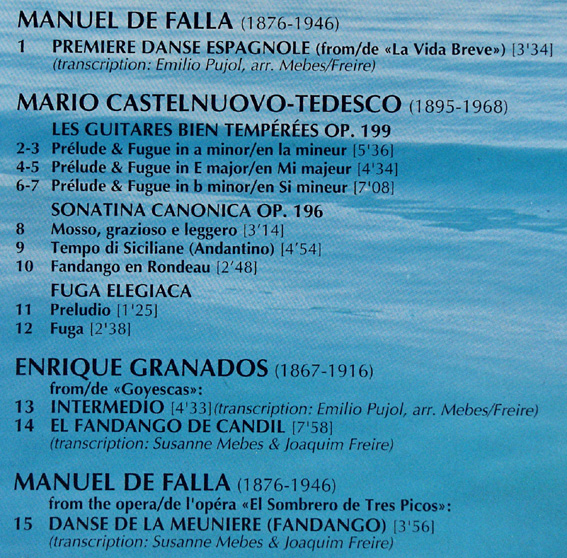 MANUEL DE FALLA (1876-1946)
1 PREMIERE DANSE ESPAGNOLE (from/de «La Vida Breve») [3'34]
(transcription: Emilio Pujol, arr. Mebes/Freire)
MARIO CASTELNUOVO-TEDESCO (1895-1968)
LES GUITARES BIEN TEMPÉRÉES OP. 199
2-3 Prélude & Fugue in a minor/en la mineur [5'36]
4-5 Prélude & Fugue in E major/en Mi majeur [4'34]
6-7 Prélude & Fugue in b minor/en Si mineur [7'08]
SONATINA CANONICA OP. 196
8 Mosso, grazioso e leggero [3'14]
9 Tempo di Siciliane (Andantino) [4'54]
10 Fandango en Rondeau [2'48]
FUGA ELEGIACA
11 Preludio [1'25]
12 Fuga [2'38]
ENRIQUE GRANADOS (1867-1916)
from/de «Goyescas»:
13 INTERMEDIO [4'33] (transcription: Emilio Pujol, arr. Mebes/Freire)
14 EL FANDANGO DE CANDIL [7'58]
(transcription: Susanne Mebes & Joaquim Freire)
MANUEL DE FALLA (1876-1946)
from the opera/de l'opéra «El Sombrero de Tres Picos»:
15 DANSE DE LA MEUNIERE (FANDANGO) [3'56]
(transcription: Susanne Mebes & Joaquim Freire)